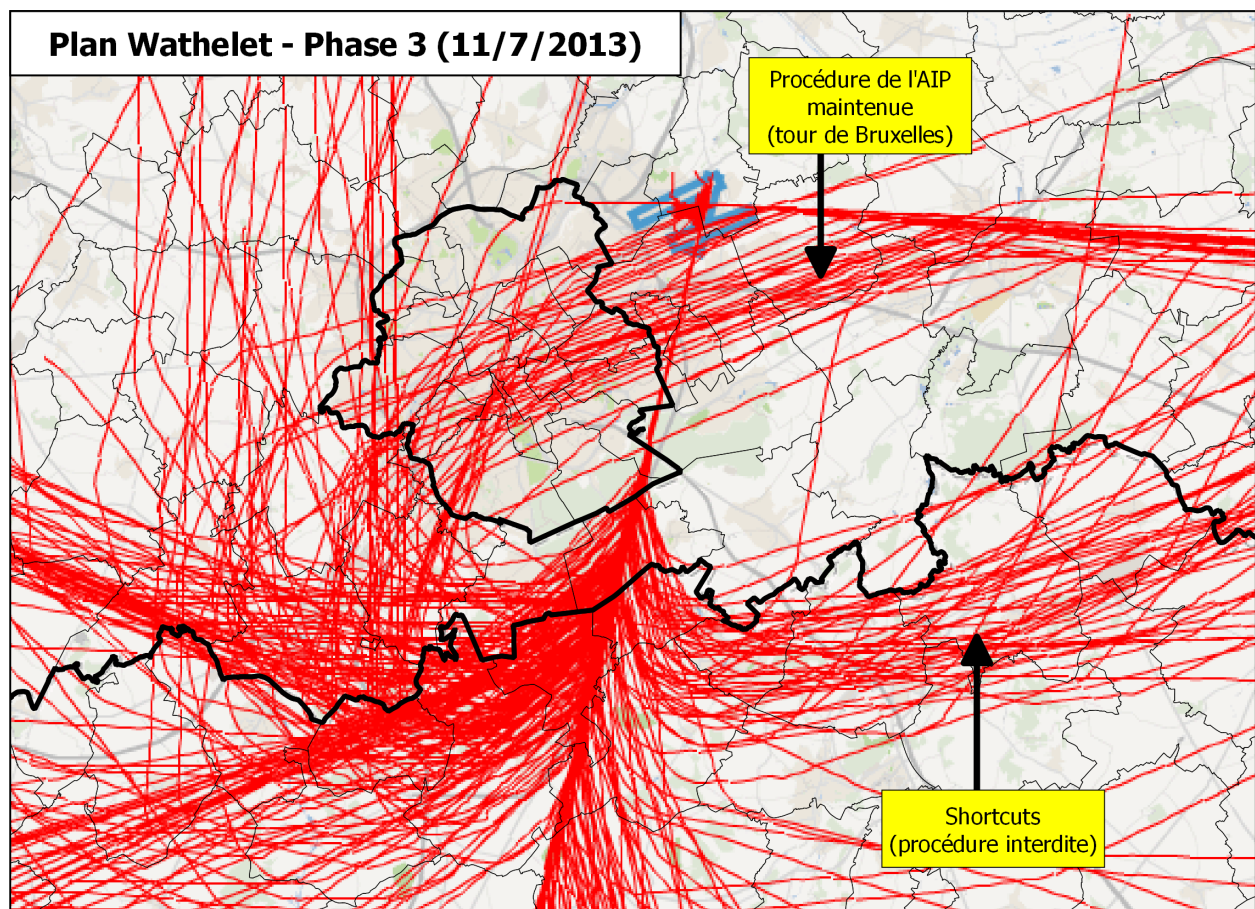 Plan Wathelet - Phase 3 (11/7/2013)
Procédure de l'AIP
maintenue
(tour de Bruxelles)
Shortcuts
(procédure interdite)